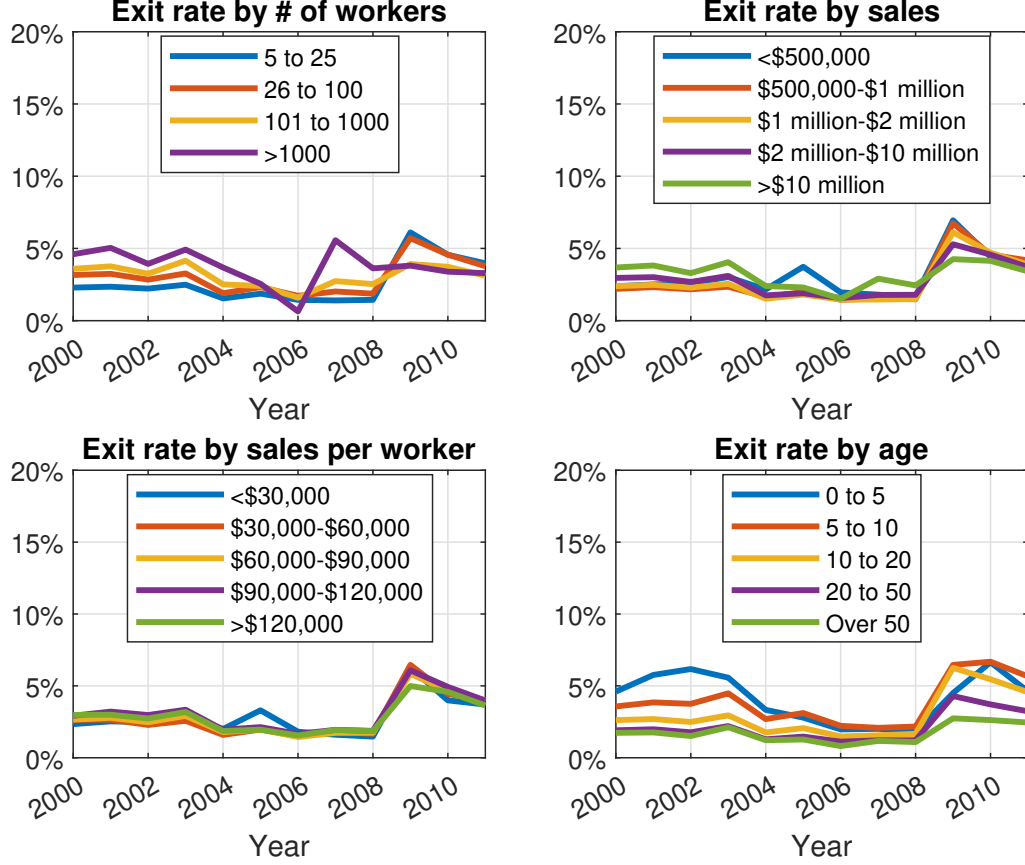 Exit rate by # of workers
20%
15%
10%
5%
0%
5 to 25
26 to 100
101 to 1000
>1000
2000
2002
2004
2006
2008
2010
Year
Exit rate by sales
20%
15%
10%
5%
0%
<$500,000
$500,000-$1 million
$1 million-$2 million
$2 million-$10 million
>$10 million
2000
2002
2004
2006
2008
2010
Year
Exit rate by sales per worker
20%
15%
10%
5%
0%
<$30,000
$30,000-$60,000
$60,000-$90,000
$90,000-$120,000
>$120,000
2000
2002
2004
2006
2008
2010
Year
Exit rate by age
20%
15%
10%
5%
0%
0 to 5
5 to 10
10 to 20
20 to 50
Over 50
2000
2002
2004
2006
2008
2010
Year